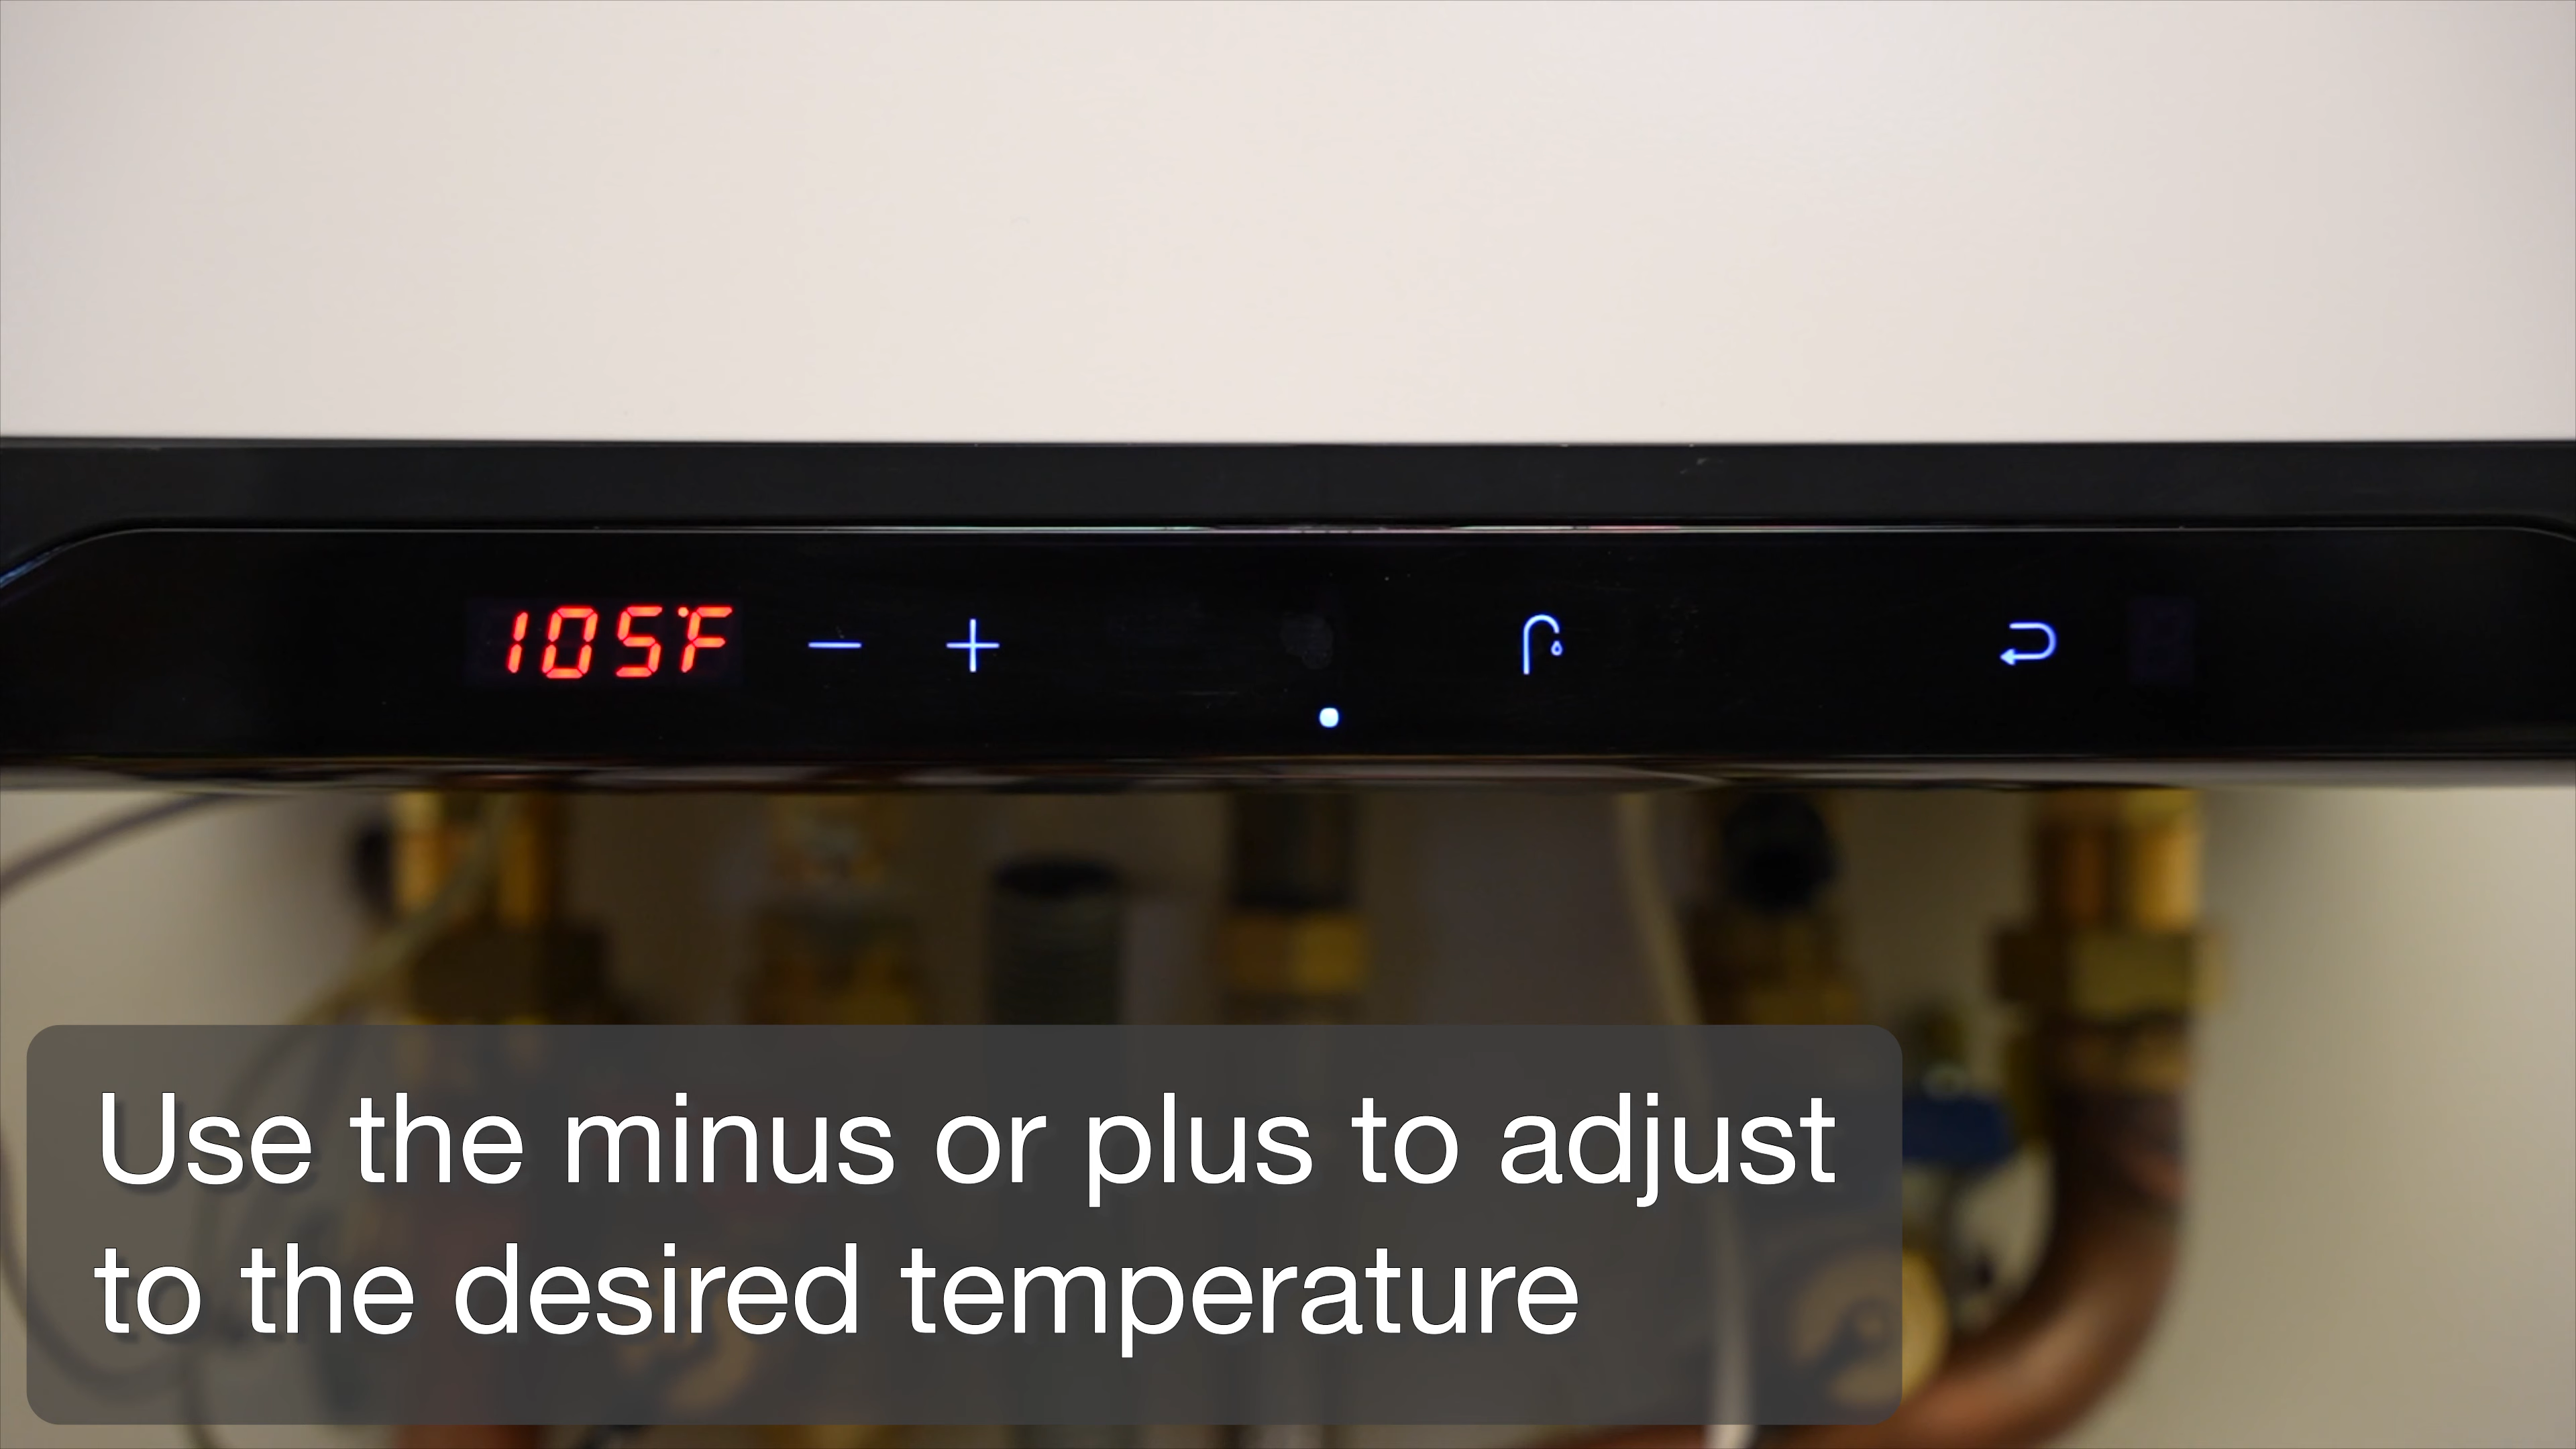 105°F − +
Use the minus or plus to adjust
to the desired temperature